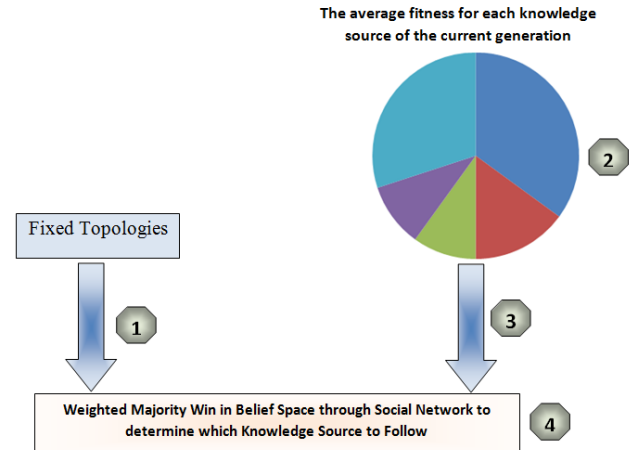 The average fitness for each knowledge
source of the current generation
2
Fixed Topologies
1
3
Weighted Majority Win in Belief Space through Social Network to
determine which Knowledge Source to Follow
4